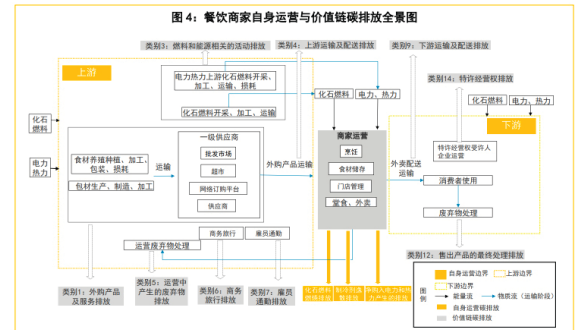 图 4：餐饮商家自身运营与价值链碳排放全景图
类别3：燃料和能源相关的活动排放
类别4：上游运输及配送排放
类别9：下游运输及配送排放
上游
电力热力上游化石燃料开采、
加工、运输、损耗
化石燃料开采、加工、运输
化石燃料
电力、热力
类别14：特许经营权排放
化石燃料
电力、热力
下游
化石
燃料
电力
热力
食材养殖种植、加工、
包装、损耗
包材生产、制造、加工
运输
一级供应商
批发市场
超市
网络订购平台
供应商
外购产品运输
商家运营
烹饪
食材储存
门店管理
堂食、外卖
外卖配送
运输
特许经营权受许人
企业运营
消费者使用
废弃物处理
商务旅行
雇员通勤
运营废弃物处理
类别1：外购产品
及服务排放
类别5：运营中
产生的废弃物
排放
类别6：商务
旅行排放
类别7：雇员
通勤排放
化石燃料
燃烧排放
制冷剂逸
散排放
净购入电力和热
力产生的排放
类别12：售出产品的最终处理排放
图
例
自身运营边界
上游边界
下游边界
能量流
物质流（运输阶段）
自身运营碳排放
价值链碳排放